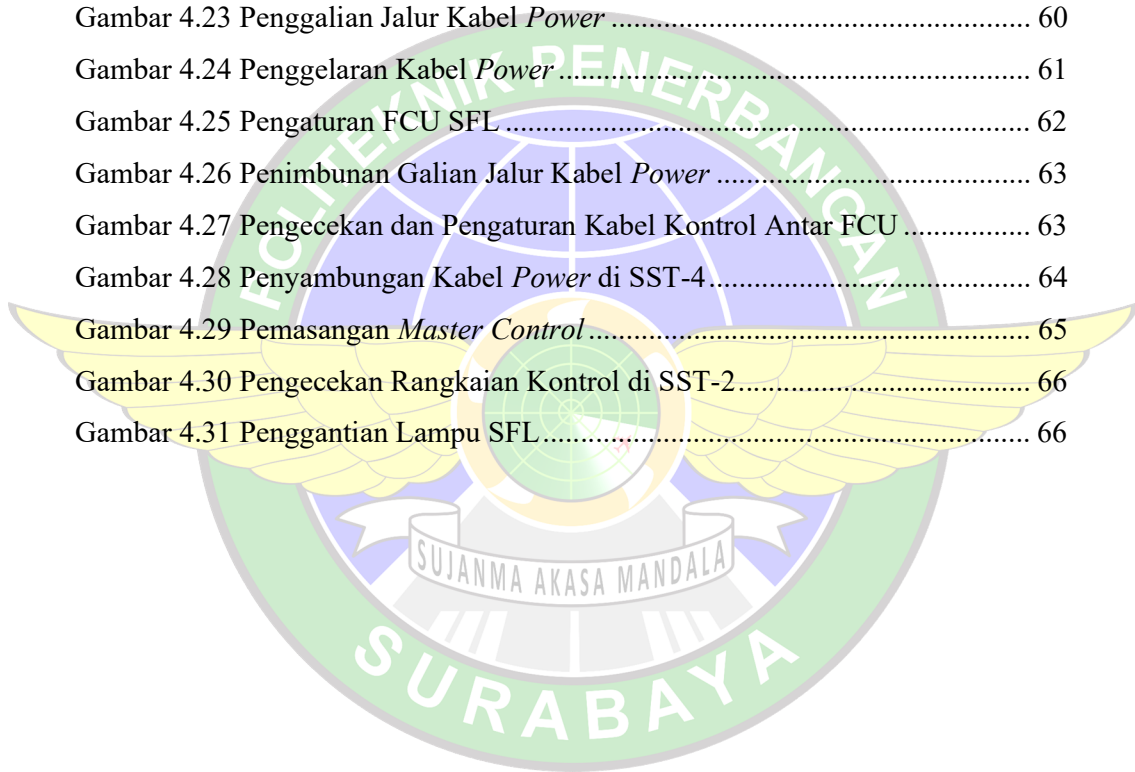 Gambar 4.23 Penggalian Jalur Kabel Power ........................................................ 60
Gambar 4.24 Penggelaran Kabel Power ............................................................... 61
Gambar 4.25 Pengaturan FCU SFL ...................................................................... 62
Gambar 4.26 Penimbunan Galian Jalur Kabel Power .......................................... 63
Gambar 4.27 Pengecekan dan Pengaturan Kabel Kontrol Antar FCU ................. 63
Gambar 4.28 Penyambungan Kabel Power di SST-4 ........................................... 64
Gambar 4.29 Pemasangan Master Control ........................................................... 65
Gambar 4.30 Pengecekan Rangkaian Kontrol di SST-2 ....................................... 66
Gambar 4.31 Penggantian Lampu SFL ................................................................. 66
POLITEKNIK PENERBANGAN
SUJANMA AKASA MANDALA
SURABAYA